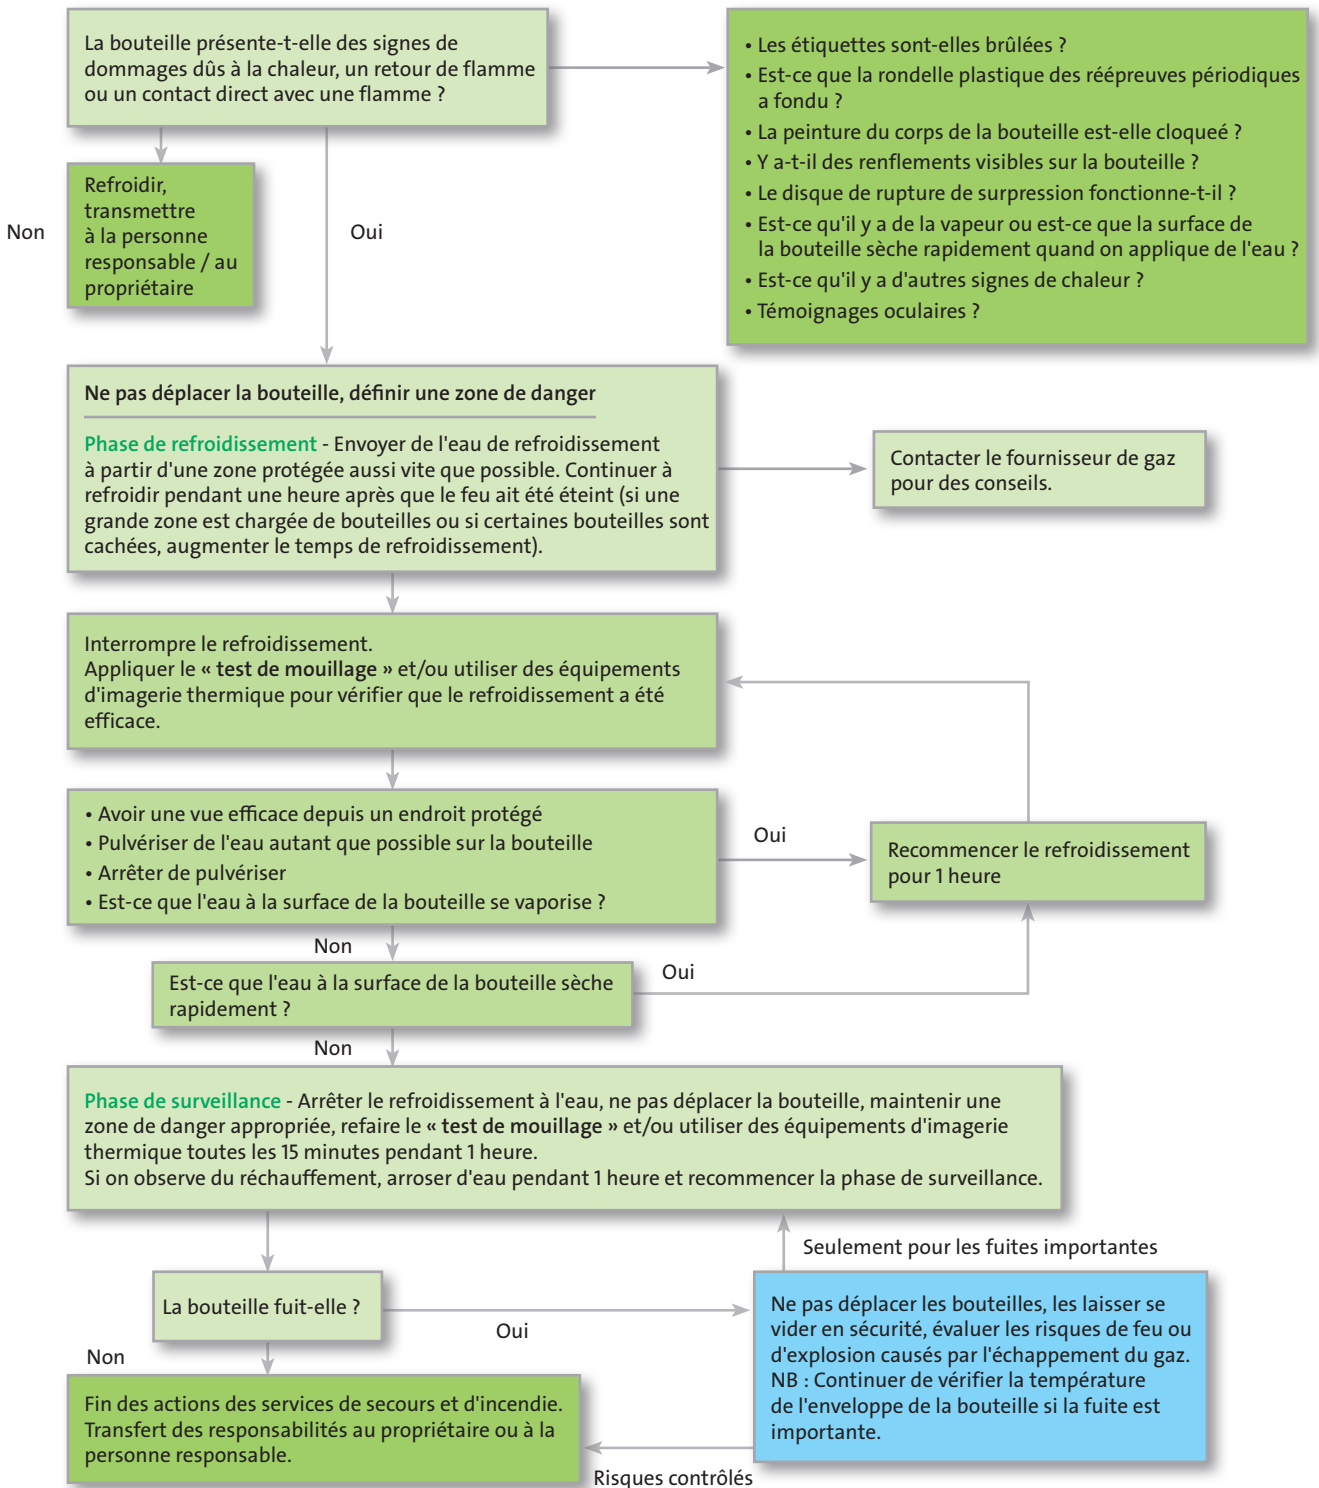 La bouteille présente-t-elle des signes de
dommages dûs à la chaleur, un retour de flamme
ou un contact direct avec une flamme ?
• Les étiquettes sont-elles brûlées ?
• Est-ce que la rondelle plastique des réépreuves périodiques
a fondu ?
• La peinture du corps de la bouteille est-elle cloqueé ?
• Y a-t-il des renflements visibles sur la bouteille ?
• Le disque de rupture de surpression fonctionne-t-il ?
• Est-ce qu'il y a de la vapeur ou est-ce que la surface de
la bouteille sèche rapidement quand on applique de l'eau ?
• Est-ce qu'il y a d'autres signes de chaleur ?
• Témoignages oculaires ?
Non
Refroidir,
transmettre
à la personne
responsable / au
propriétaire
Oui
Ne pas déplacer la bouteille, définir une zone de danger
Phase de refroidissement - Envoyer de l'eau de refroidissement
à partir d'une zone protégée aussi vite que possible. Continuer à
refroidir pendant une heure après que le feu ait été éteint (si une
grande zone est chargée de bouteilles ou si certaines bouteilles sont
cachées, augmenter le temps de refroidissement).
Contacter le fournisseur de gaz
pour des conseils.
Interrompre le refroidissement.
Appliquer le « test de mouillage » et/ou utiliser des équipements
d'imagerie thermique pour vérifier que le refroidissement a été
efficace.
• Avoir une vue efficace depuis un endroit protégé
• Pulvériser de l'eau autant que possible sur la bouteille
• Arrêter de pulvériser
• Est-ce que l'eau à la surface de la bouteille se vaporise ?
Oui
Recommencer le refroidissement
pour 1 heure
Non
Est-ce que l'eau à la surface de la bouteille sèche
rapidement ?
Oui
Non
Phase de surveillance - Arrêter le refroidissement à l'eau, ne pas déplacer la bouteille, maintenir une
zone de danger appropriée, refaire le « test de mouillage » et/ou utiliser des équipements d'imagerie
thermique toutes les 15 minutes pendant 1 heure.
Si on observe du réchauffement, arroser d'eau pendant 1 heure et recommencer la phase de surveillance.
Seulement pour les fuites importantes
La bouteille fuit-elle ?
Oui
Ne pas déplacer les bouteilles, les laisser se
vider en sécurité, évaluer les risques de feu ou
d'explosion causés par l'échappement du gaz.
NB : Continuer de vérifier la température
de l'enveloppe de la bouteille si la fuite est
importante.
Non
Fin des actions des services de secours et d'incendie.
Transfert des responsabilités au propriétaire ou à la
personne responsable.
Risques contrôlés